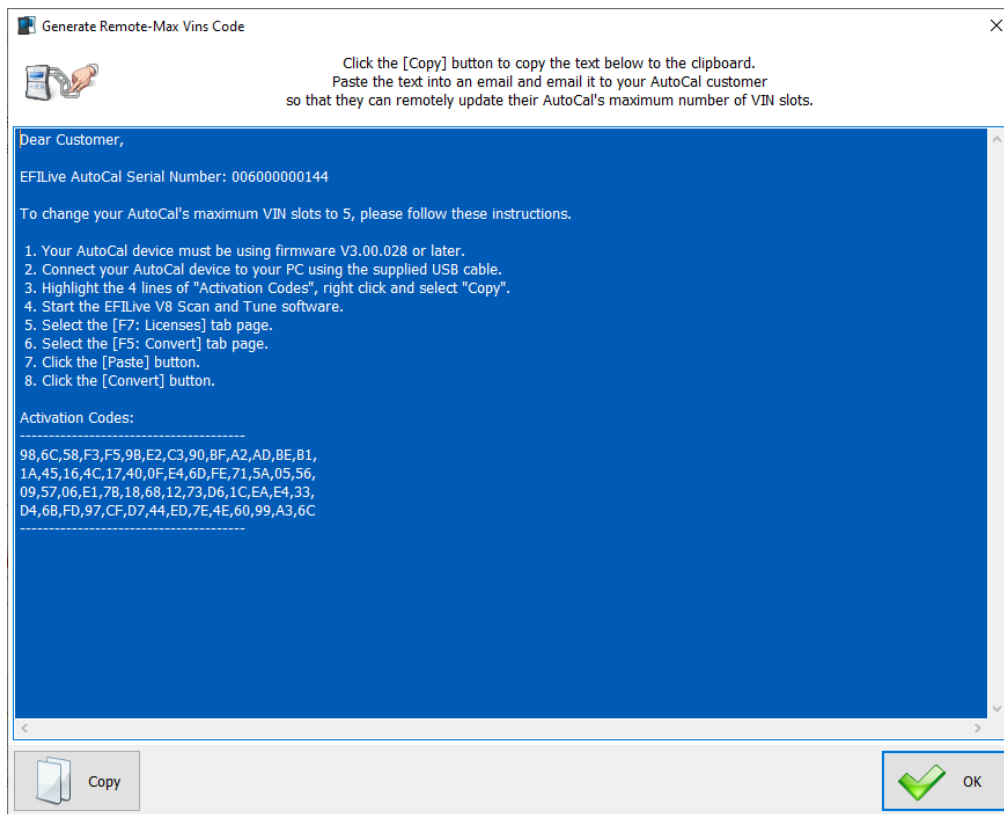 Generate Remote-Max Vins Code
Click the [Copy] button to copy the text below to the clipboard.
Paste the text into an email and email it to your AutoCal customer
so that they can remotely update their AutoCal's maximum number of VIN slots.
Dear Customer,
EFILive AutoCal Serial Number: 006000000144
To change your AutoCal's maximum VIN slots to 5, please follow these instructions.
1. Your AutoCal device must be using firmware V3.00.028 or later.
2. Connect your AutoCal device to your PC using the supplied USB cable.
3. Highlight the 4 lines of "Activation Codes", right click and select "Copy".
4. Start the EFILive V8 Scan and Tune software.
5. Select the [F7: Licenses] tab page.
6. Select the [F5: Convert] tab page.
7. Click the [Paste] button.
8. Click the [Convert] button.
Activation Codes:
---------------------------------------
98,6C,58,F3,F5,9B,E2,C3,90,BF,A2,AD,BE,B1,
1A,45,16,4C,17,40,0F,E4,6D,FE,71,5A,05,56,
09,57,06,E1,7B,18,68,12,73,D6,1C,EA,E4,33,
D4,6B,FD,97,CF,D7,44,ED,7E,4E,60,99,A3,6C
---------------------------------------
Copy
OK